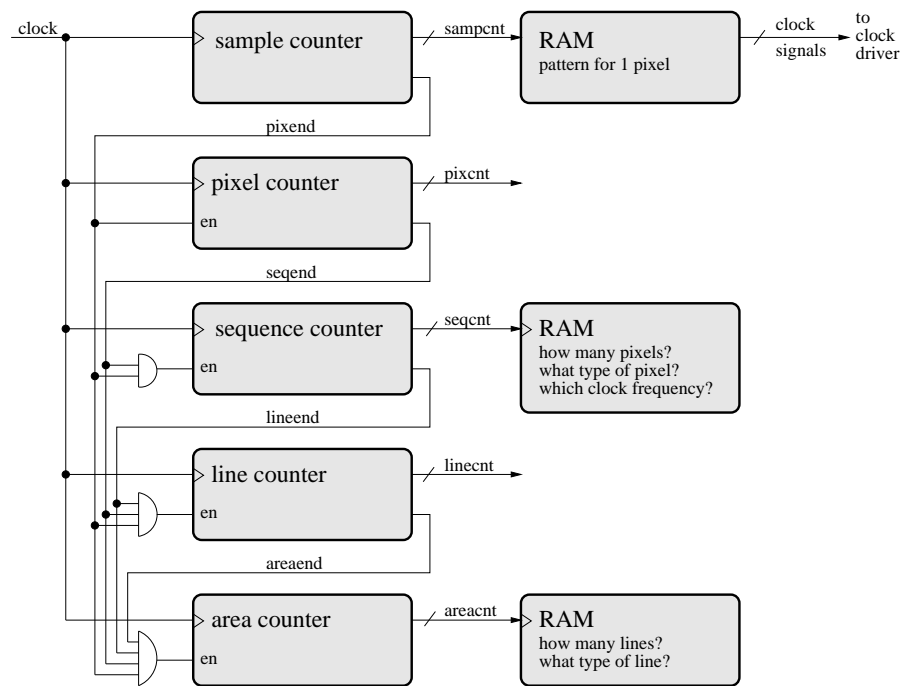 clock
sample counter
sampcnt
RAM
pattern for 1 pixel
clock
signals
to
clock
driver
pixend
pixel counter
en
pixcnt
seqend
sequence counter
en
seqcnt
RAM
how many pixels?
what type of pixel?
which clock frequency?
lineend
line counter
en
linecnt
areaend
area counter
en
areacnt
RAM
how many lines?
what type of line?